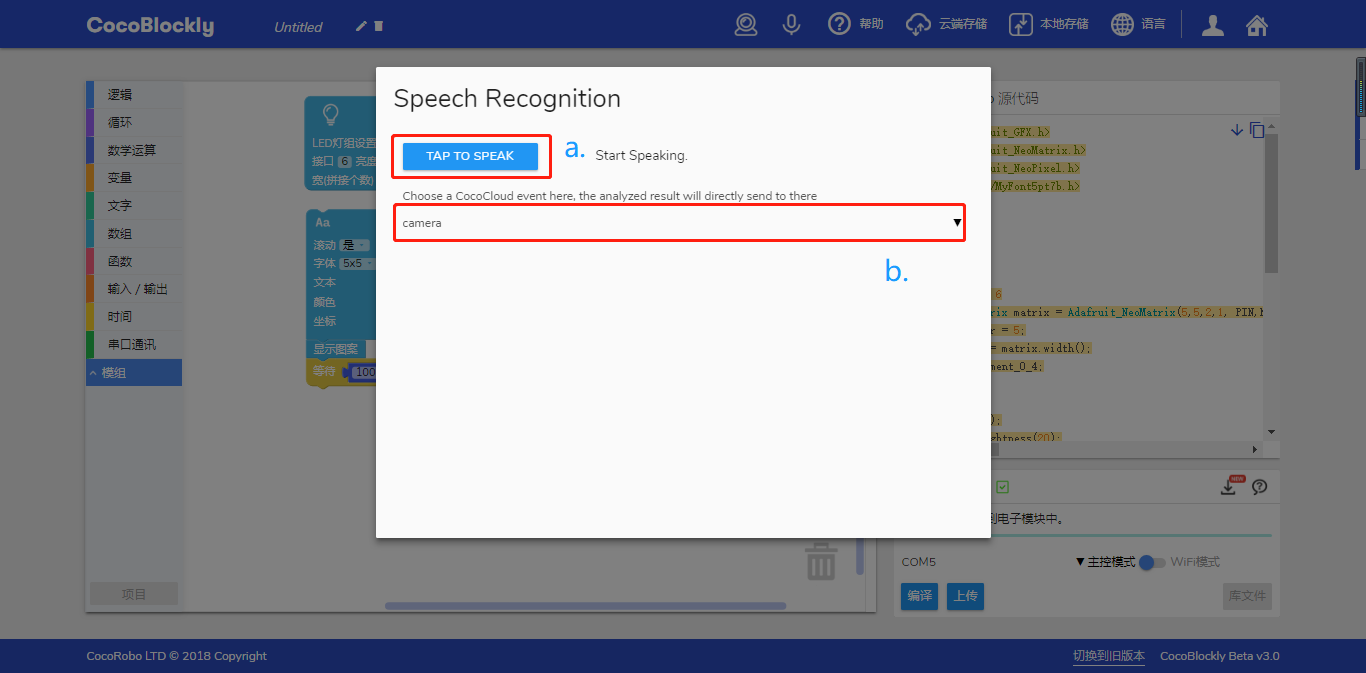 CocoBlockly
Untitled
帮助
云端存储
本地存储
语言
逻辑
循环
数学运算
变量
文字
数组
函数
输入 / 输出
时间
串口通讯
模组
项目
LED灯组设置
接口 6 亮度
宽(拼接个数)
Aa
滚动 是
字体 5x5
文本
颜色
坐标
显示图案
等待 100
Speech Recognition
TAP TO SPEAK
a.
Start Speaking.
Choose a CocoCloud event here, the analyzed result will directly send to there
camera
b.
源代码
uit_GFX.h>
uit_NeoMatrix.h>
uit_NeoPixel.h>
/MyFont5pt7b.h>
6
rix matrix = Adafruit_NeoMatrix(5,5,2,1, PIN,
r = 5;
= matrix.width();
ment_0_4;
);
ghtness(20);
NEW
到电子模块中。
COM5
主控模式
WiFi模式
编译
上传
库文件
CocoRobo LTD © 2018 Copyright
切换到旧版本
CocoBlockly Beta v3.0